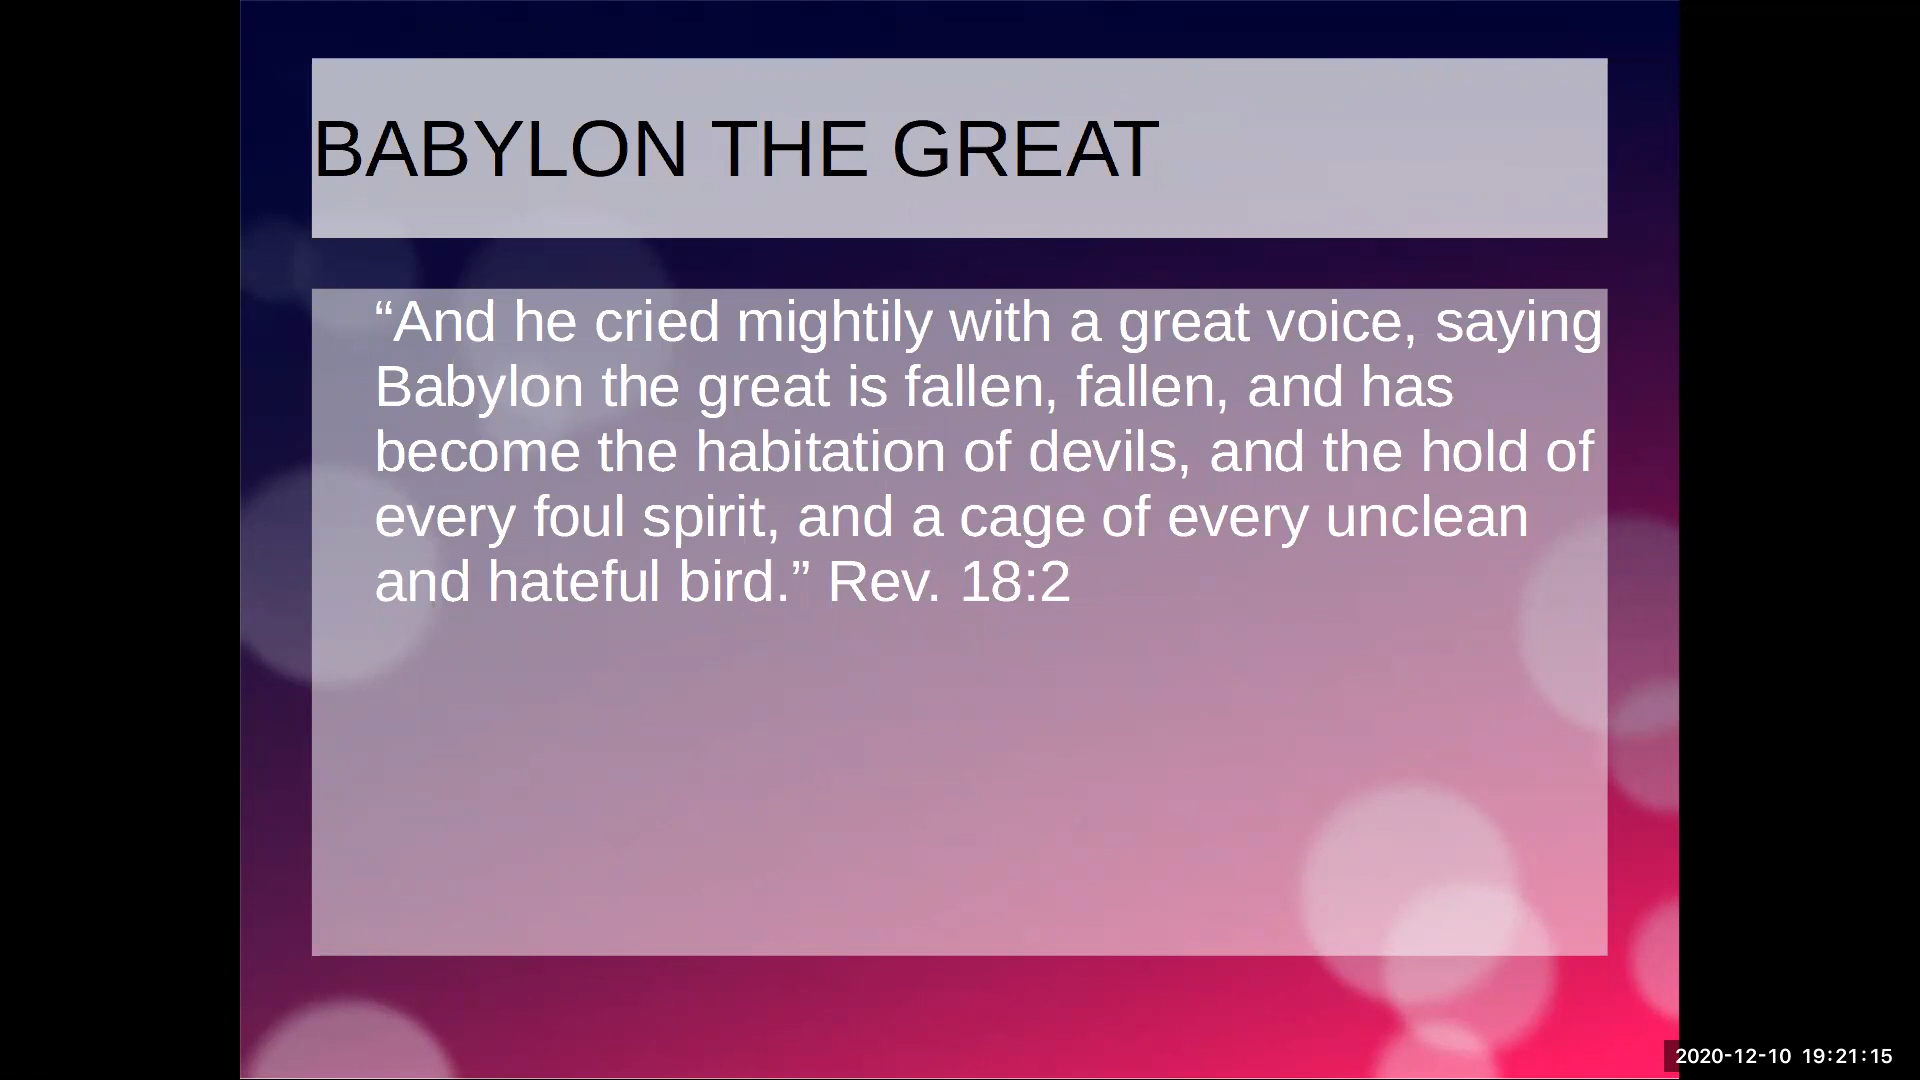 BABYLON THE GREAT
“And he cried mightily with a great voice, saying
Babylon the great is fallen, fallen, and has
become the habitation of devils, and the hold of
every foul spirit, and a cage of every unclean
and hateful bird.” Rev. 18:2
2020-12-10 19:21:15